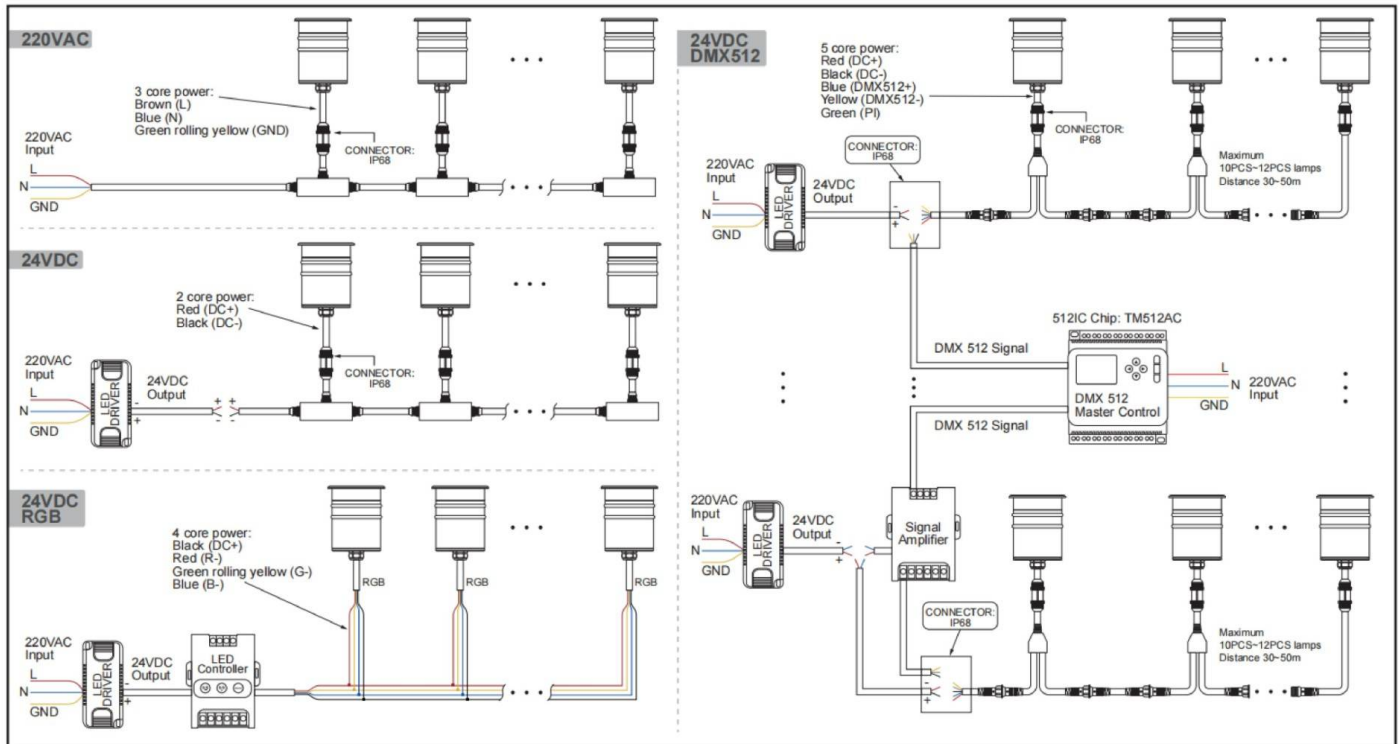 220VAC
3 core power:
Brown (L)
Blue (N)
Green rolling yellow (GND)
220VAC
Input
L
N
GND
CONNECTOR:
IP68
24VDC
2 core power:
Red (DC+)
Black (DC-)
220VAC
Input
L
N
GND
LED
DRIVER
24VDC
Output
-
+
+ +
- -
CONNECTOR:
IP68
24VDC
RGB
4 core power:
Black (DC+)
Red (R-)
Green rolling yellow (G-)
Blue (B-)
RGB
RGB
RGB
220VAC
Input
L
N
GND
LED
DRIVER
24VDC
Output
-
+
LED
Controller
24VDC
DMX512
5 core power:
Red (DC+)
Black (DC-)
Blue (DMX512+)
Yellow (DMX512-)
Green (PI)
CONNECTOR:
IP68
CONNECTOR:
IP68
220VAC
Input
L
N
GND
LED
DRIVER
24VDC
Output
-
+
Maximum
10PCS~12PCS lamps
Distance 30~50m
512IC Chip: TM512AC
DMX 512 Signal
DMX 512
Master Control
L
N
GND
220VAC
Input
DMX 512 Signal
220VAC
Input
L
N
GND
LED
DRIVER
24VDC
Output
-
+
Signal
Amplifier
CONNECTOR:
IP68
-
+
Maximum
10PCS~12PCS lamps
Distance 30~50m